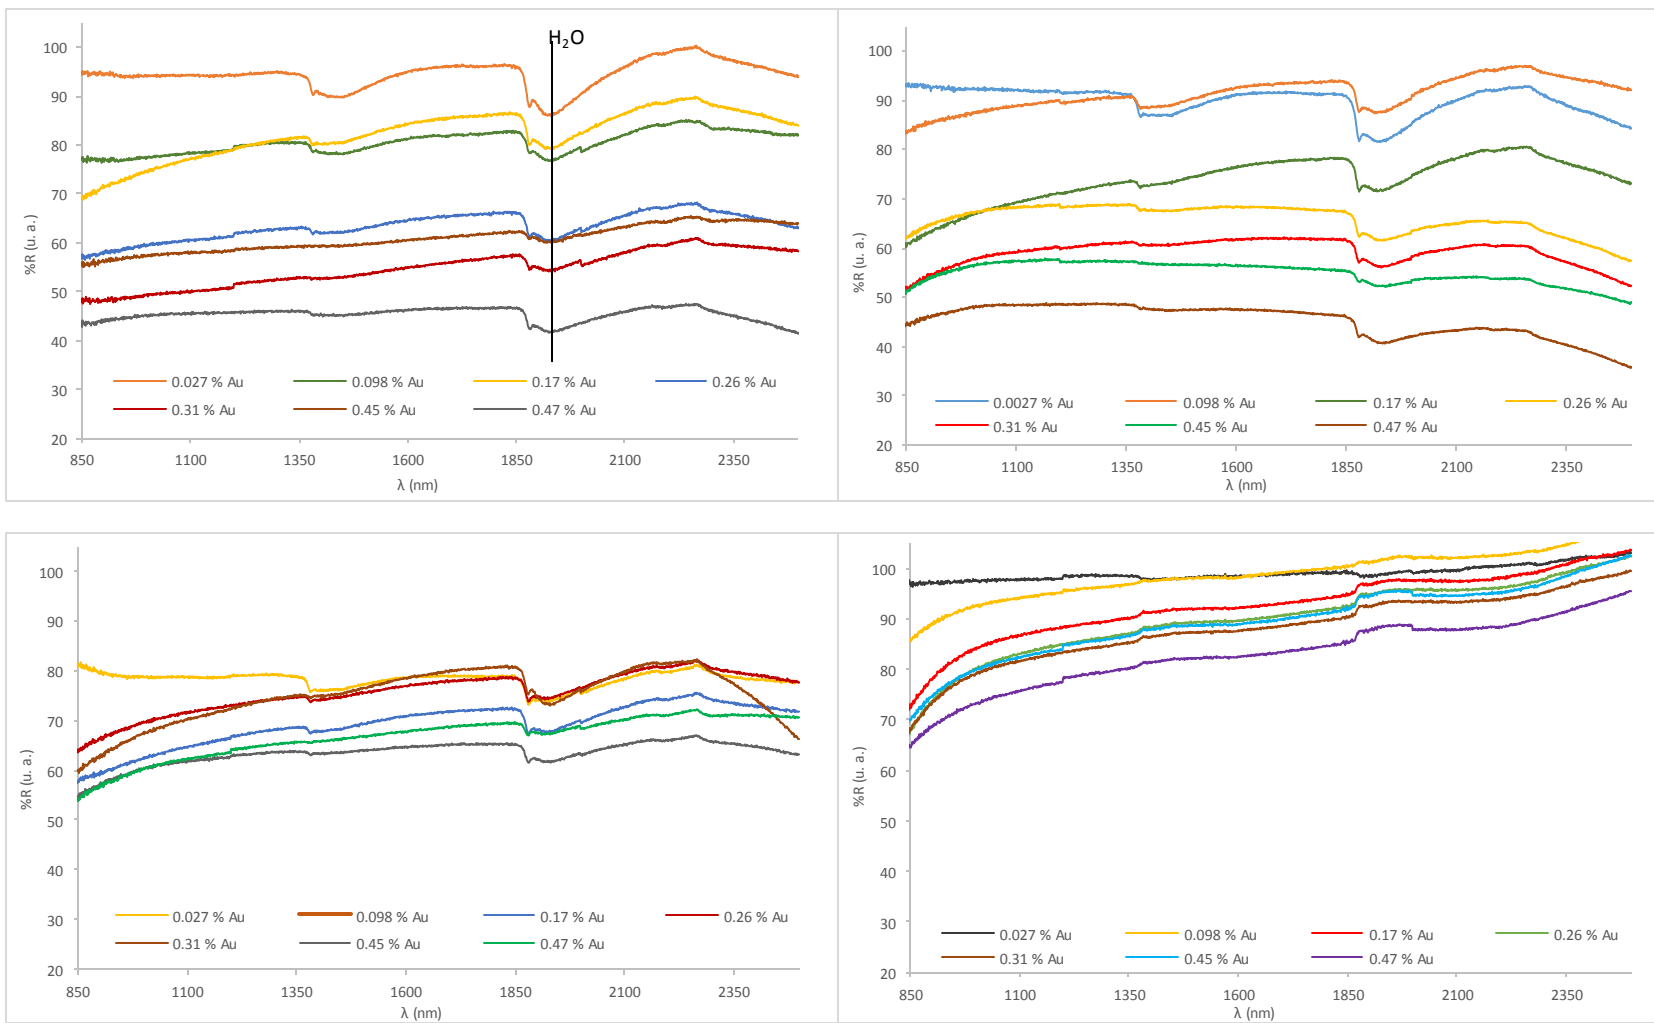 H₂O
100
90
80
70
60
50
40
30
20
%R (u. a.)
0.027 % Au 0.098 % Au 0.17 % Au 0.26 % Au
0.31 % Au 0.45 % Au 0.47 % Au
850 1100 1350 1600 1850 2100 2350
λ (nm)
100
90
80
70
60
50
40
30
20
%R (u. a.)
0.0027 % Au 0.098 % Au 0.17 % Au 0.26 % Au
0.31 % Au 0.45 % Au 0.47 % Au
850 1100 1350 1600 1850 2100 2350
λ (nm)
100
90
80
70
60
50
40
30
20
%R (u. a.)
0.027 % Au 0.098 % Au 0.17 % Au 0.26 % Au
0.31 % Au 0.45 % Au 0.47 % Au
850 1100 1350 1600 1850 2100 2350
λ (nm)
100
90
80
70
60
50
40
30
20
%R (u. a.)
0.027 % Au 0.098 % Au 0.17 % Au 0.26 % Au
0.31 % Au 0.45 % Au 0.47 % Au
850 1100 1350 1600 1850 2100 2350
λ (nm)